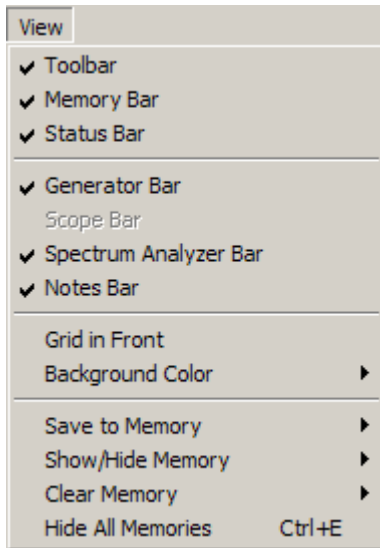 View
Toolbar
Memory Bar
Status Bar
Generator Bar
Scope Bar
Spectrum Analyzer Bar
Notes Bar
Grid in Front
Background Color
Save to Memory
Show/Hide Memory
Clear Memory
Hide All Memories Ctrl+E